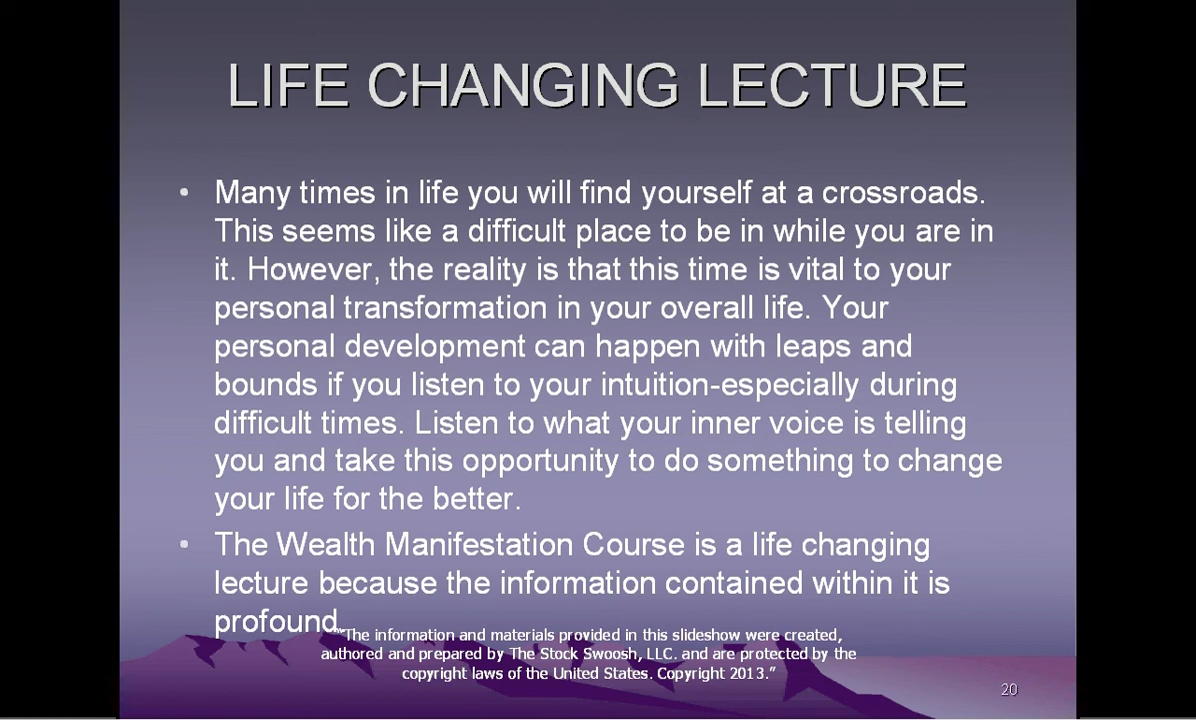 LIFE CHANGING LECTURE
• Many times in life you will find yourself at a crossroads.
This seems like a difficult place to be in while you are in
it. However, the reality is that this time is vital to your
personal transformation in your overall life. Your
personal development can happen with leaps and
bounds if you listen to your intuition-especially during
difficult times. Listen to what your inner voice is telling
you and take this opportunity to do something to change
your life for the better.
• The Wealth Manifestation Course is a life changing
lecture because the information contained within it is
profound.
"The information and materials provided in this slideshow were created,
authored and prepared by The Stock Swoosh, LLC. and are protected by the
copyright laws of the United States. Copyright 2013."
20